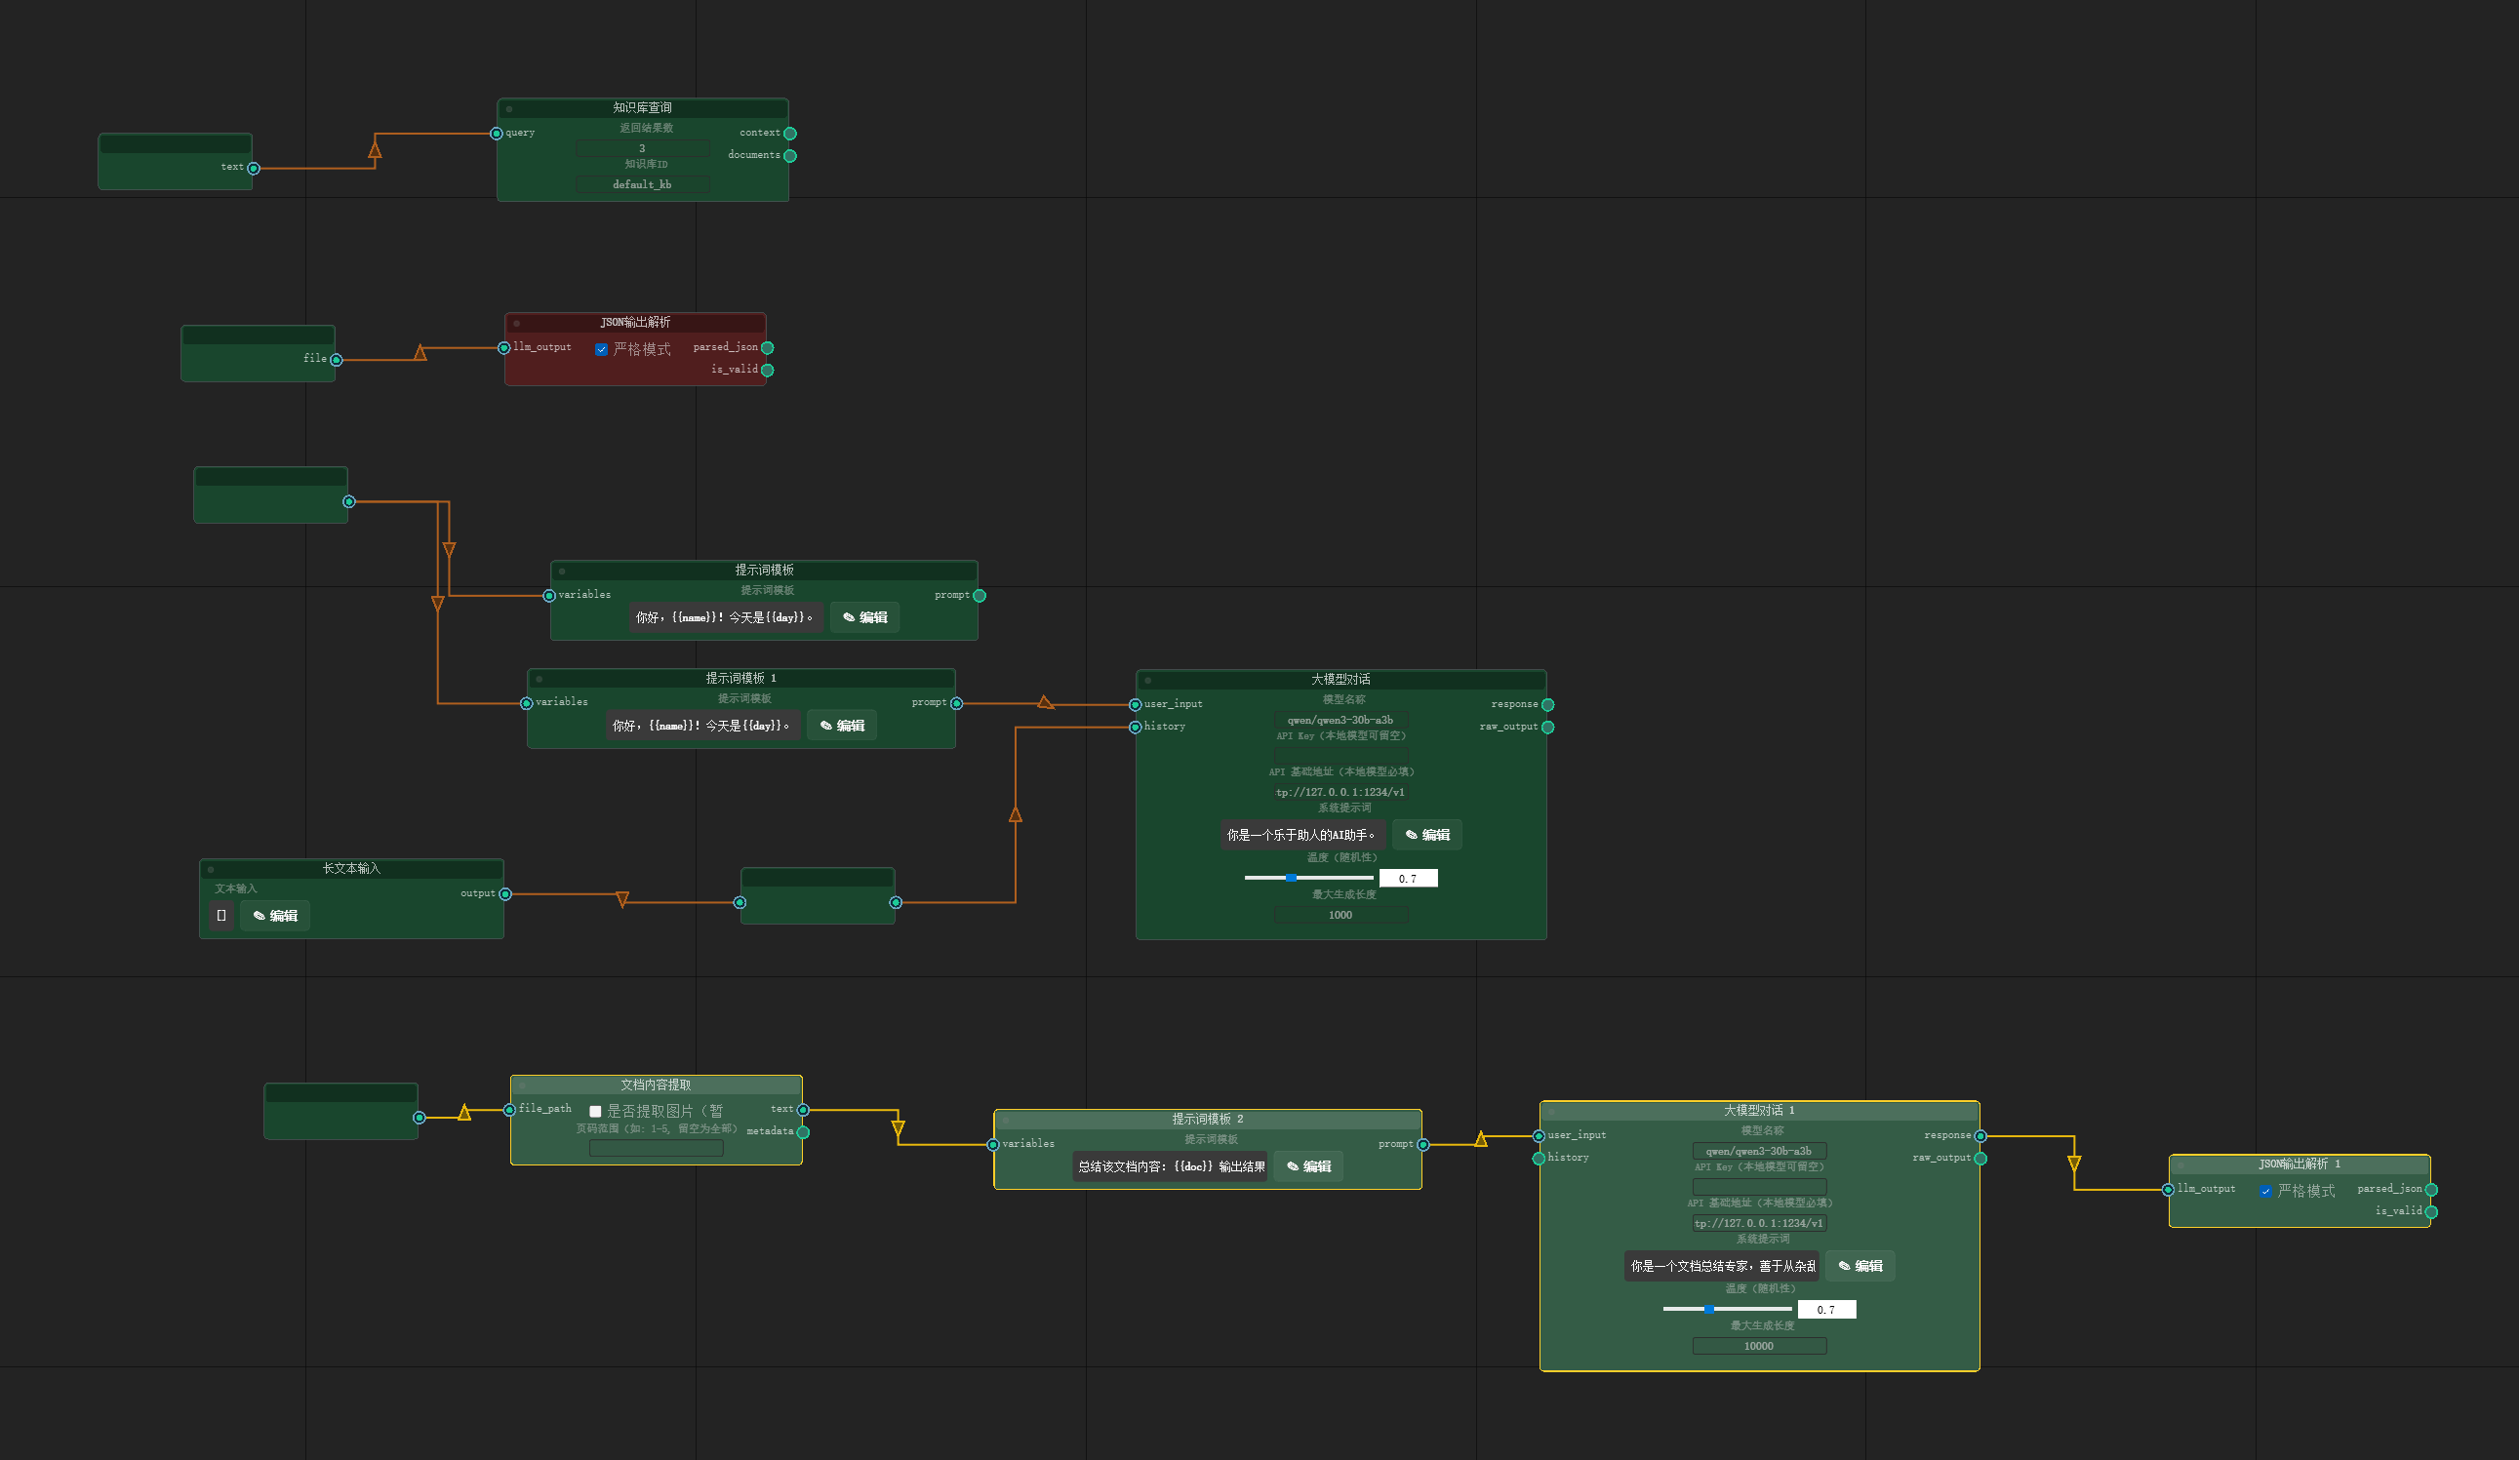 知识库查询
query
返回结果数
context
3
documents
知识库ID
default_kb
text
JSON输出解析
llm_output
严格模式
parsed_json
is_valid
file
提示词模板
variables
提示词模板
prompt
你好，{{name}}! 今天是{{day}}。
✎ 编辑
提示词模板 1
variables
提示词模板
prompt
你好，{{name}}! 今天是{{day}}。
✎ 编辑
大模型对话
user_input
history
模型名称
response
raw_output
qwen/qwen3-30b-a3b
API Key（本地模型可留空）
API 基础地址（本地模型必填）
tp://127.0.0.1:1234/v1
系统提示词
你是一个乐于助人的AI助手。
✎ 编辑
温度（随机性）
0.7
最大生成长度
1000
长文本输入
文本输入
output
[]
✎ 编辑
文档内容提取
file_path
是否提取图片（暂
text
页码范围（如: 1-5, 留空为全部）
metadata
提示词模板 2
variables
提示词模板
prompt
总结该文档内容: {{doc}} 输出结果
✎ 编辑
大模型对话 1
user_input
history
模型名称
response
raw_output
qwen/qwen3-30b-a3b
API Key（本地模型可留空）
API 基础地址（本地模型必填）
tp://127.0.0.1:1234/v1
系统提示词
你是一个文档总结专家，善于从杂乱
✎ 编辑
温度（随机性）
0.7
最大生成长度
10000
JSON输出解析 1
llm_output
严格模式
parsed_json
is_valid